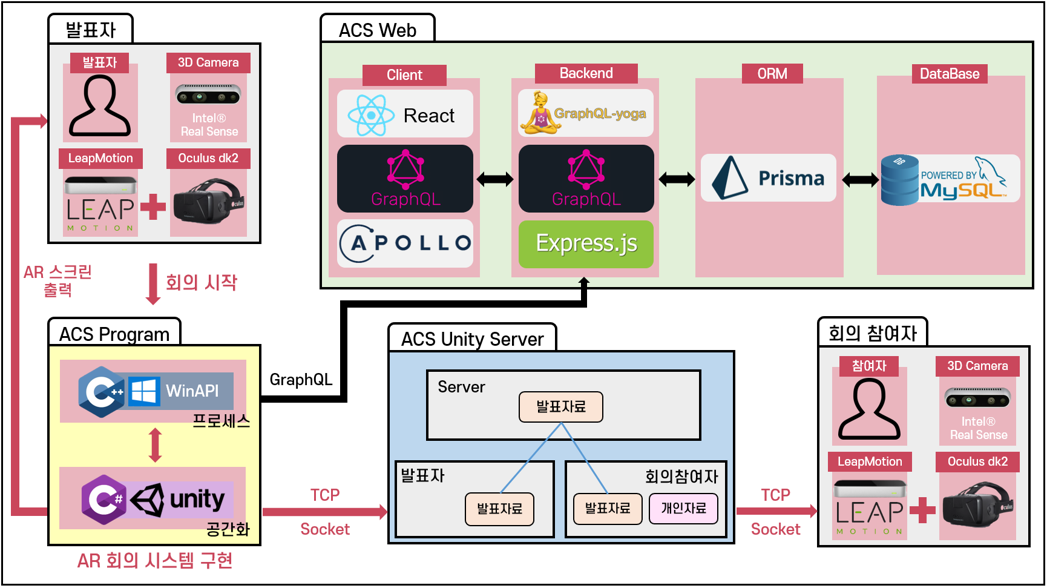 발표자
발표자
3D Camera
Intel®
Real Sense
LeapMotion
Oculus dk2
LEAP
MOTION
oculus
AR 스크린
출력
회의 시작
ACS Web
Client
React
GraphQL
APOLLO
Backend
GraphQL-yoga
GraphQL
Express.js
ORM
Prisma
DataBase
DB
POWERED BY
MySQL
ACS Program
C++
WinAPI
프로세스
C#
unity
공간화
AR 회의 시스템 구현
GraphQL
TCP
Socket
ACS Unity Server
Server
발표자료
발표자
발표자료
회의참여자
발표자료
개인자료
TCP
Socket
회의 참여자
참여자
3D Camera
Intel®
Real Sense
LeapMotion
Oculus dk2
LEAP
MOTION
oculus